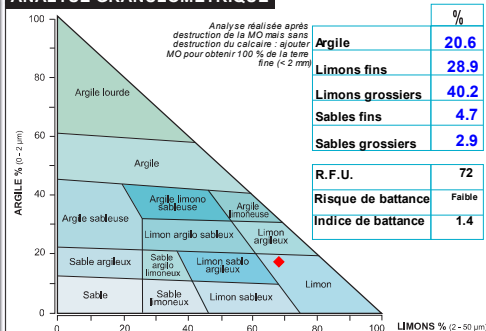 ANALYSE GRANULOMETRIQUE
Analyse réalisée après
destruction de la MO mais sans
destruction du calcaire : ajouter
MO pour obtenir 100 % de la terre
fine (< 2 mm)
%
Argile 20.6
Limons fins 28.9
Limons grossiers 40.2
Sables fins 4.7
Sables grossiers 2.9
R.F.U. 72
Risque de battance Faible
Indice de battance 1.4
ARGILE % (0 - 2 µm)
100
80
60
40
20
0
Argile lourde
Argile
Argile sableuse
Argile limono
sableuse
Argile
limoneuse
Limon argilo sableux
Limon
argileux
Sable argileux
Sable
argilo
limoneux
Limon sablo
argileux
Limon
Sable
Sable
limoneux
Limon sableux
0 20 40 60 80 100
LIMONS % (2 - 50 µm)